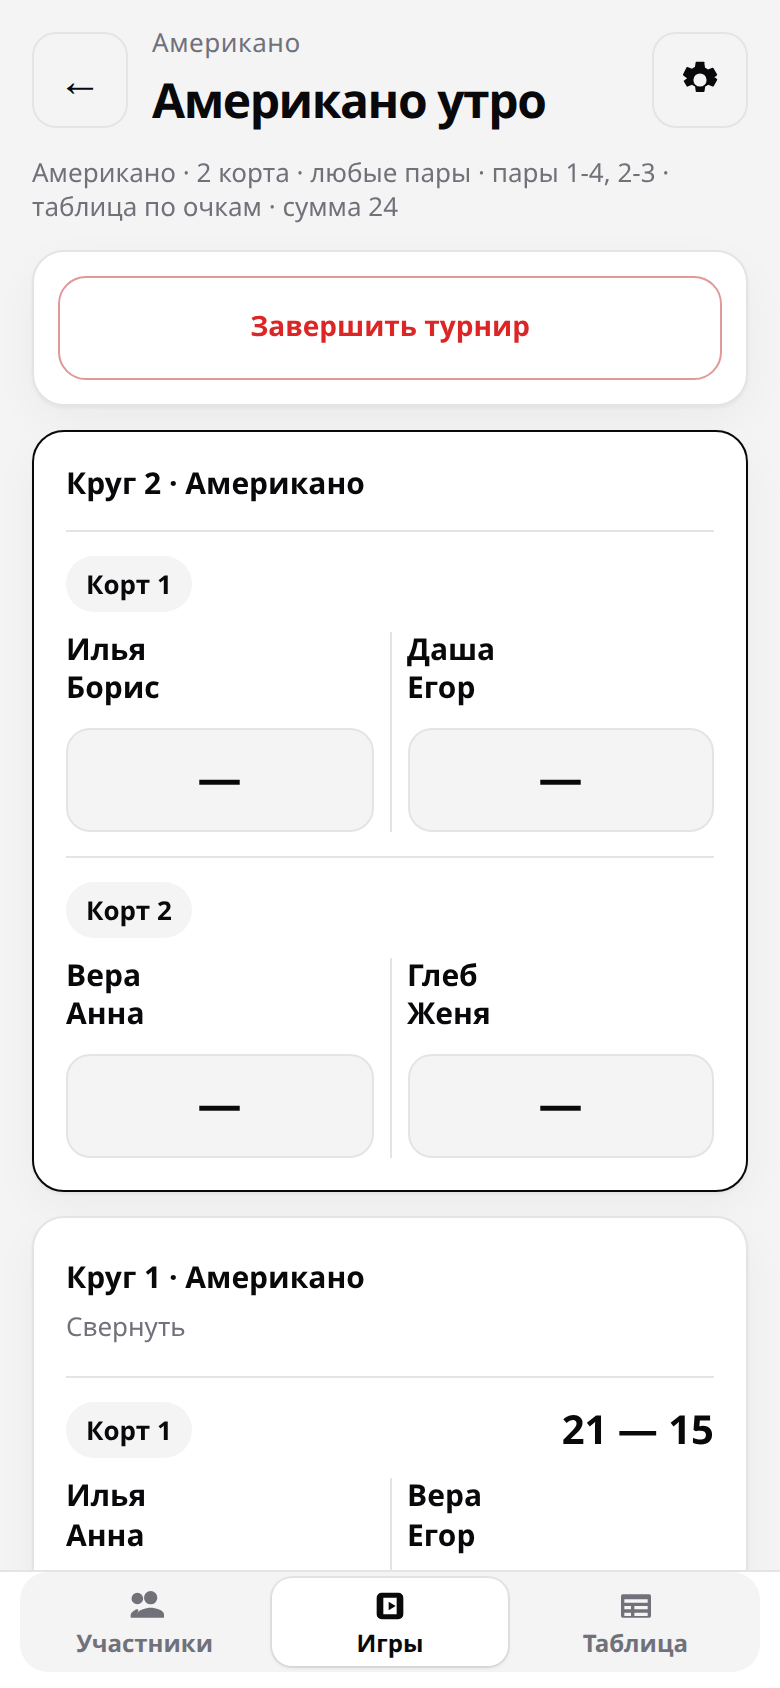 ←
Американо
Американо утро
Американо · 2 корта · любые пары · пары 1-4, 2-3 ·
таблица по очкам · сумма 24
Завершить турнир
Круг 2 · Американо
Корт 1
Илья
Борис
Даша
Егор
—
—
Корт 2
Вера
Анна
Глеб
Женя
—
—
Круг 1 · Американо
Свернуть
Корт 1
21 — 15
Илья
Анна
Вера
Егор
Участники
Игры
Таблица